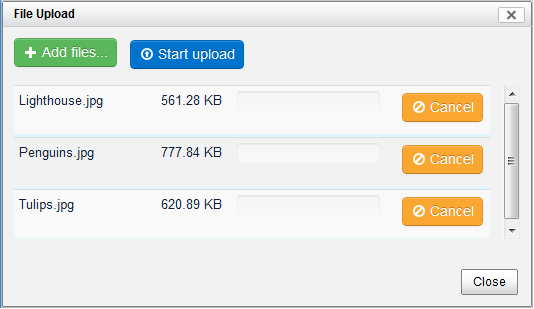 File Upload
Add files...
Start upload
Lighthouse.jpg 561.28 KB Cancel
Penguins.jpg 777.84 KB Cancel
Tulips.jpg 620.89 KB Cancel
Close